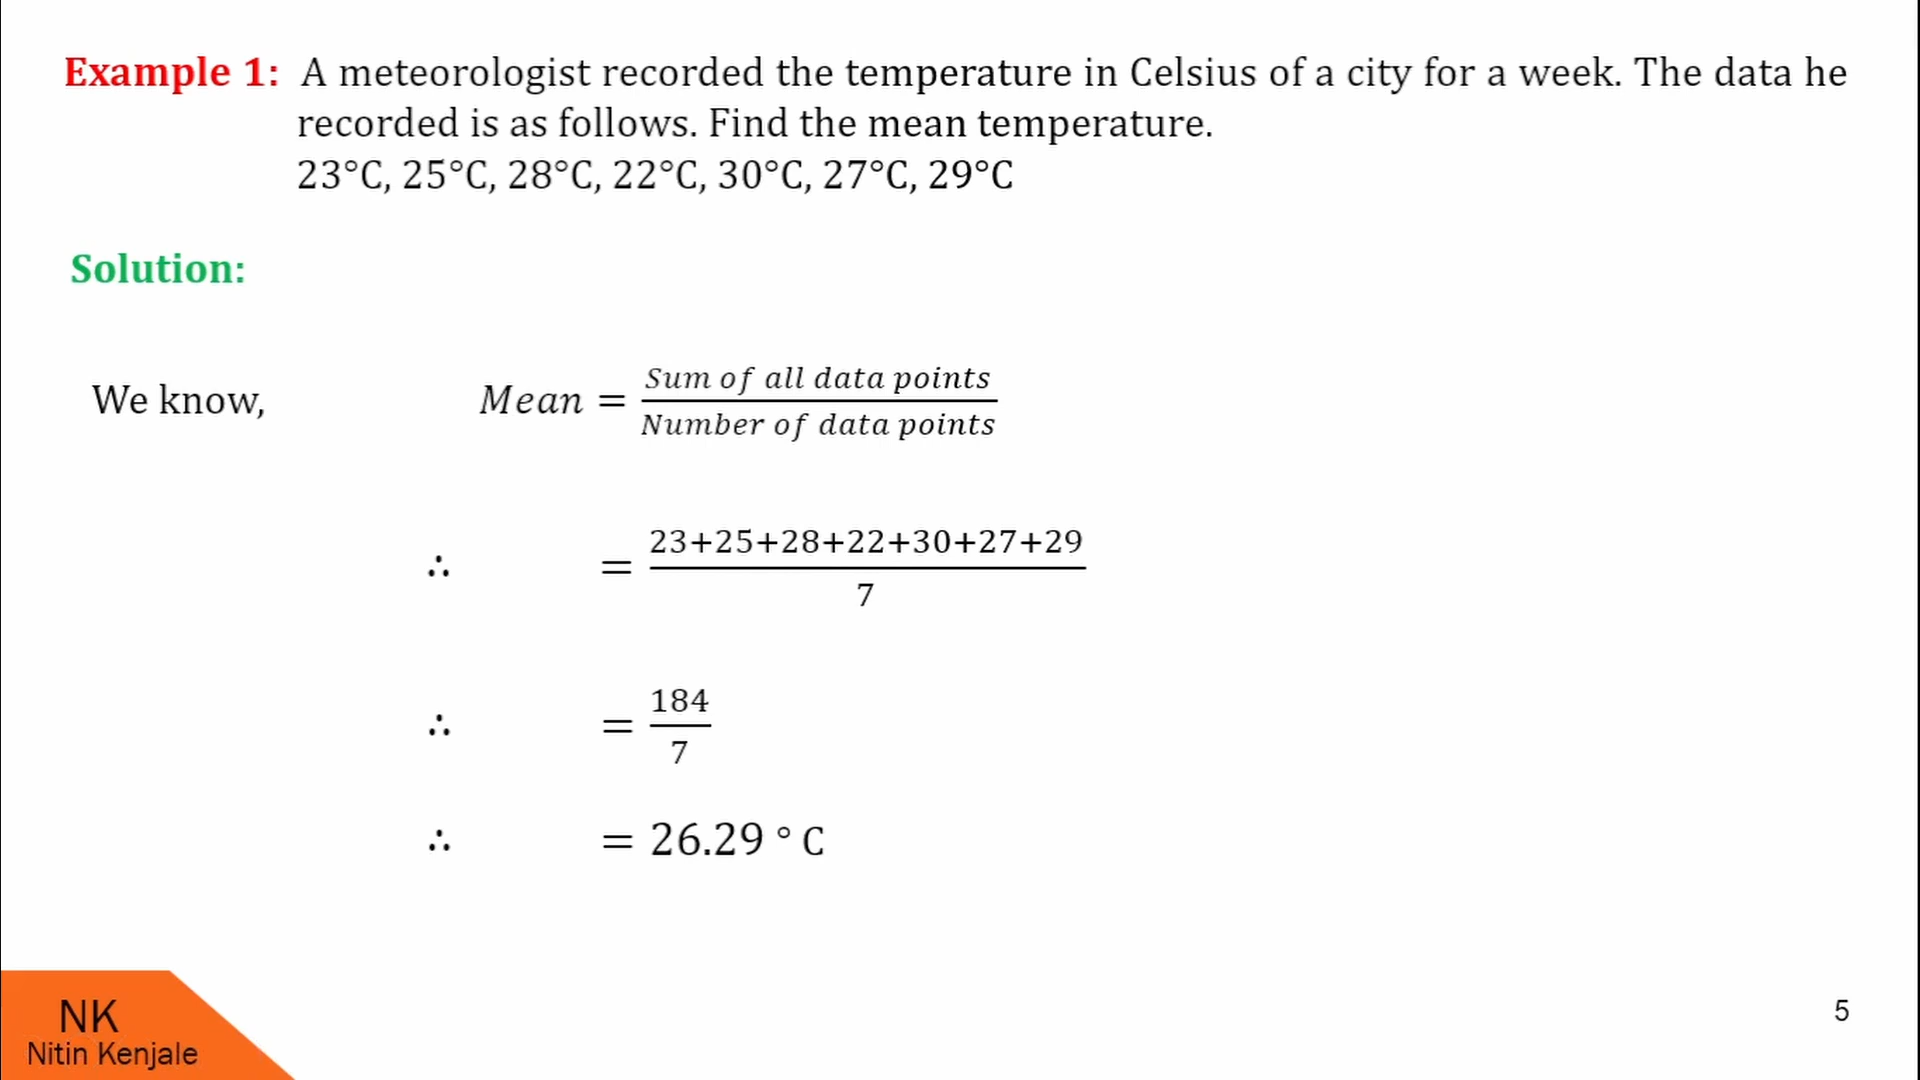 Example 1: A meteorologist recorded the temperature in Celsius of a city for a week. The data he
recorded is as follows. Find the mean temperature.
23°C, 25°C, 28°C, 22°C, 30°C, 27°C, 29°C
Solution:
We know, Mean = Sum of all data points / Number of data points
∴ = 23+25+28+22+30+27+29 / 7
∴ = 184 / 7
∴ = 26.29 ° C
NK
Nitin Kenjale
5